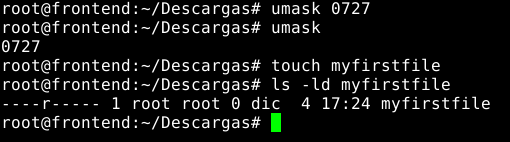 root@frontend:~/Descargas# umask 0727
root@frontend:~/Descargas# umask
0727
root@frontend:~/Descargas# touch myfirstfile
root@frontend:~/Descargas# ls -ld myfirstfile
----r----- 1 root root 0 dic  4 17:24 myfirstfile
root@frontend:~/Descargas#